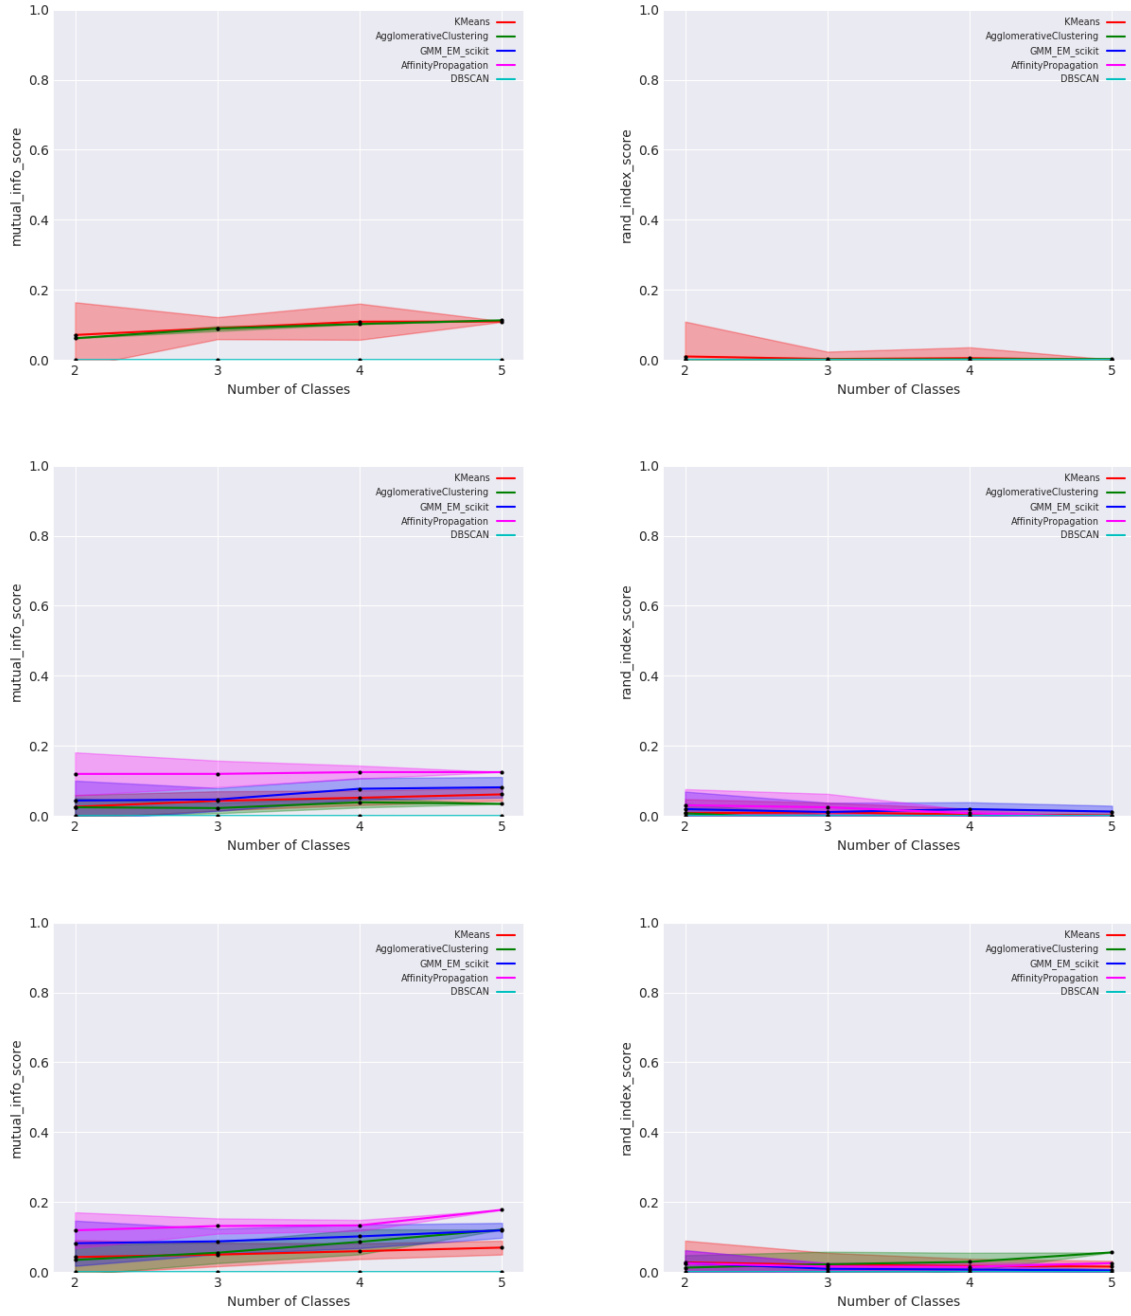 1.0
0.8
0.6
0.4
0.2
0.0
mutual_info_score
KMeans
AgglomerativeClustering
GMM_EM_scikit
AffinityPropagation
DBSCAN
2 3 4 5
Number of Classes
1.0
0.8
0.6
0.4
0.2
0.0
rand_index_score
KMeans
AgglomerativeClustering
GMM_EM_scikit
AffinityPropagation
DBSCAN
2 3 4 5
Number of Classes
1.0
0.8
0.6
0.4
0.2
0.0
mutual_info_score
KMeans
AgglomerativeClustering
GMM_EM_scikit
AffinityPropagation
DBSCAN
2 3 4 5
Number of Classes
1.0
0.8
0.6
0.4
0.2
0.0
rand_index_score
KMeans
AgglomerativeClustering
GMM_EM_scikit
AffinityPropagation
DBSCAN
2 3 4 5
Number of Classes
1.0
0.8
0.6
0.4
0.2
0.0
mutual_info_score
KMeans
AgglomerativeClustering
GMM_EM_scikit
AffinityPropagation
DBSCAN
2 3 4 5
Number of Classes
1.0
0.8
0.6
0.4
0.2
0.0
rand_index_score
KMeans
AgglomerativeClustering
GMM_EM_scikit
AffinityPropagation
DBSCAN
2 3 4 5
Number of Classes